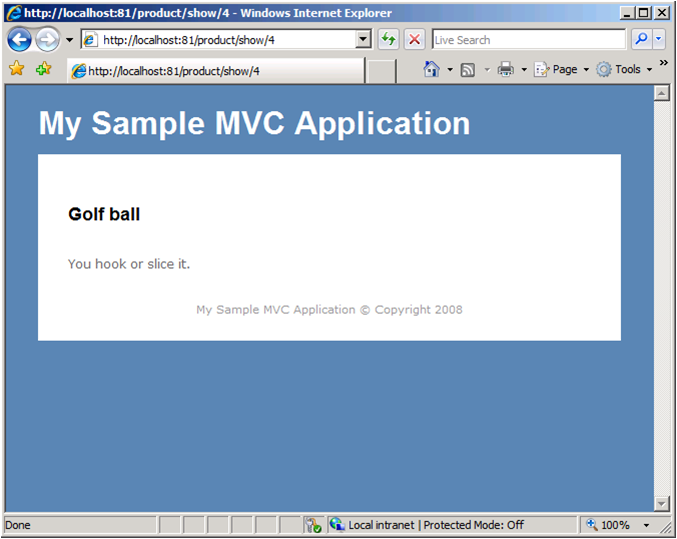 http://localhost:81/product/show/4 - Windows Internet Explorer
http://localhost:81/product/show/4
Live Search
http://localhost:81/product/show/4
Page
Tools
My Sample MVC Application
Golf ball
You hook or slice it.
My Sample MVC Application © Copyright 2008
Done
Local intranet | Protected Mode: Off
100%